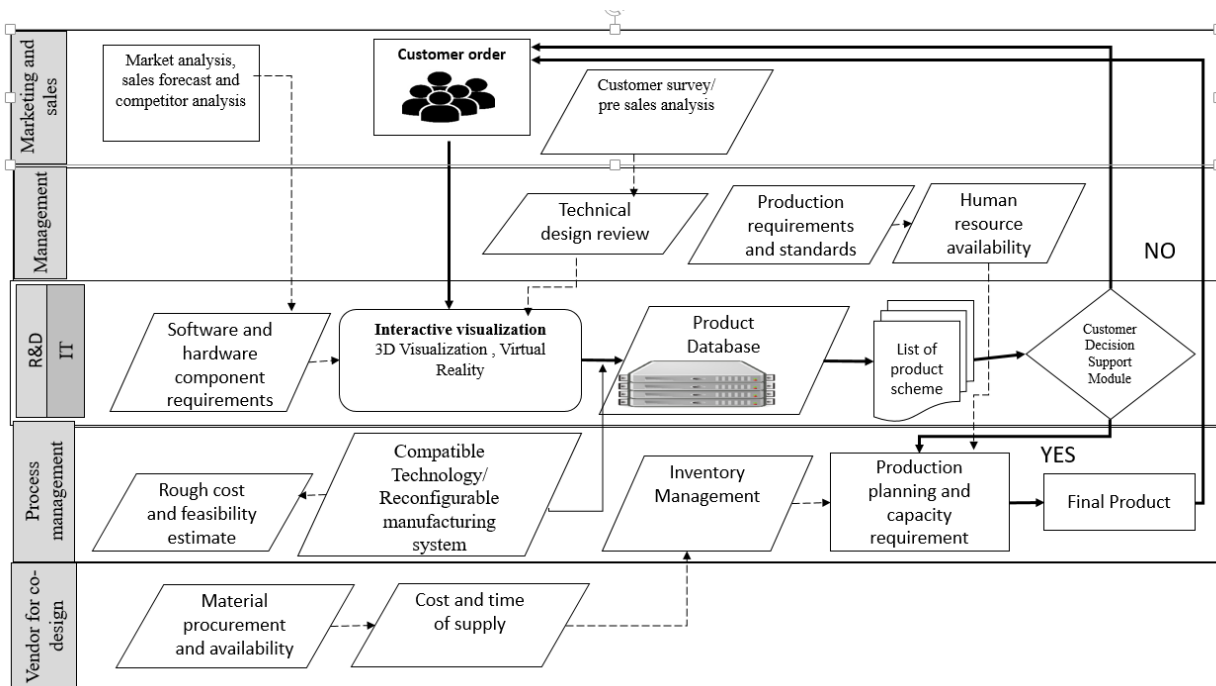 Marketing and
sales
Market analysis,
sales forecast and
competitor analysis
Customer order
Customer survey/
pre sales analysis
Management
Technical
design review
Production
requirements
and standards
Human
resource
availability
NO
R&D
IT
Software and
hardware
component
requirements
Interactive visualization
3D Visualization , Virtual
Reality
Product
Database
List of
product
scheme
Customer
Decision
Support
Module
Process
management
Rough cost
and feasibility
estimate
Compatible
Technology/
Reconfigurable
manufacturing
system
Inventory
Management
Production
planning and
capacity
requirement
YES
Final Product
Vendor for co-
design
Material
procurement
and availability
Cost and time
of supply